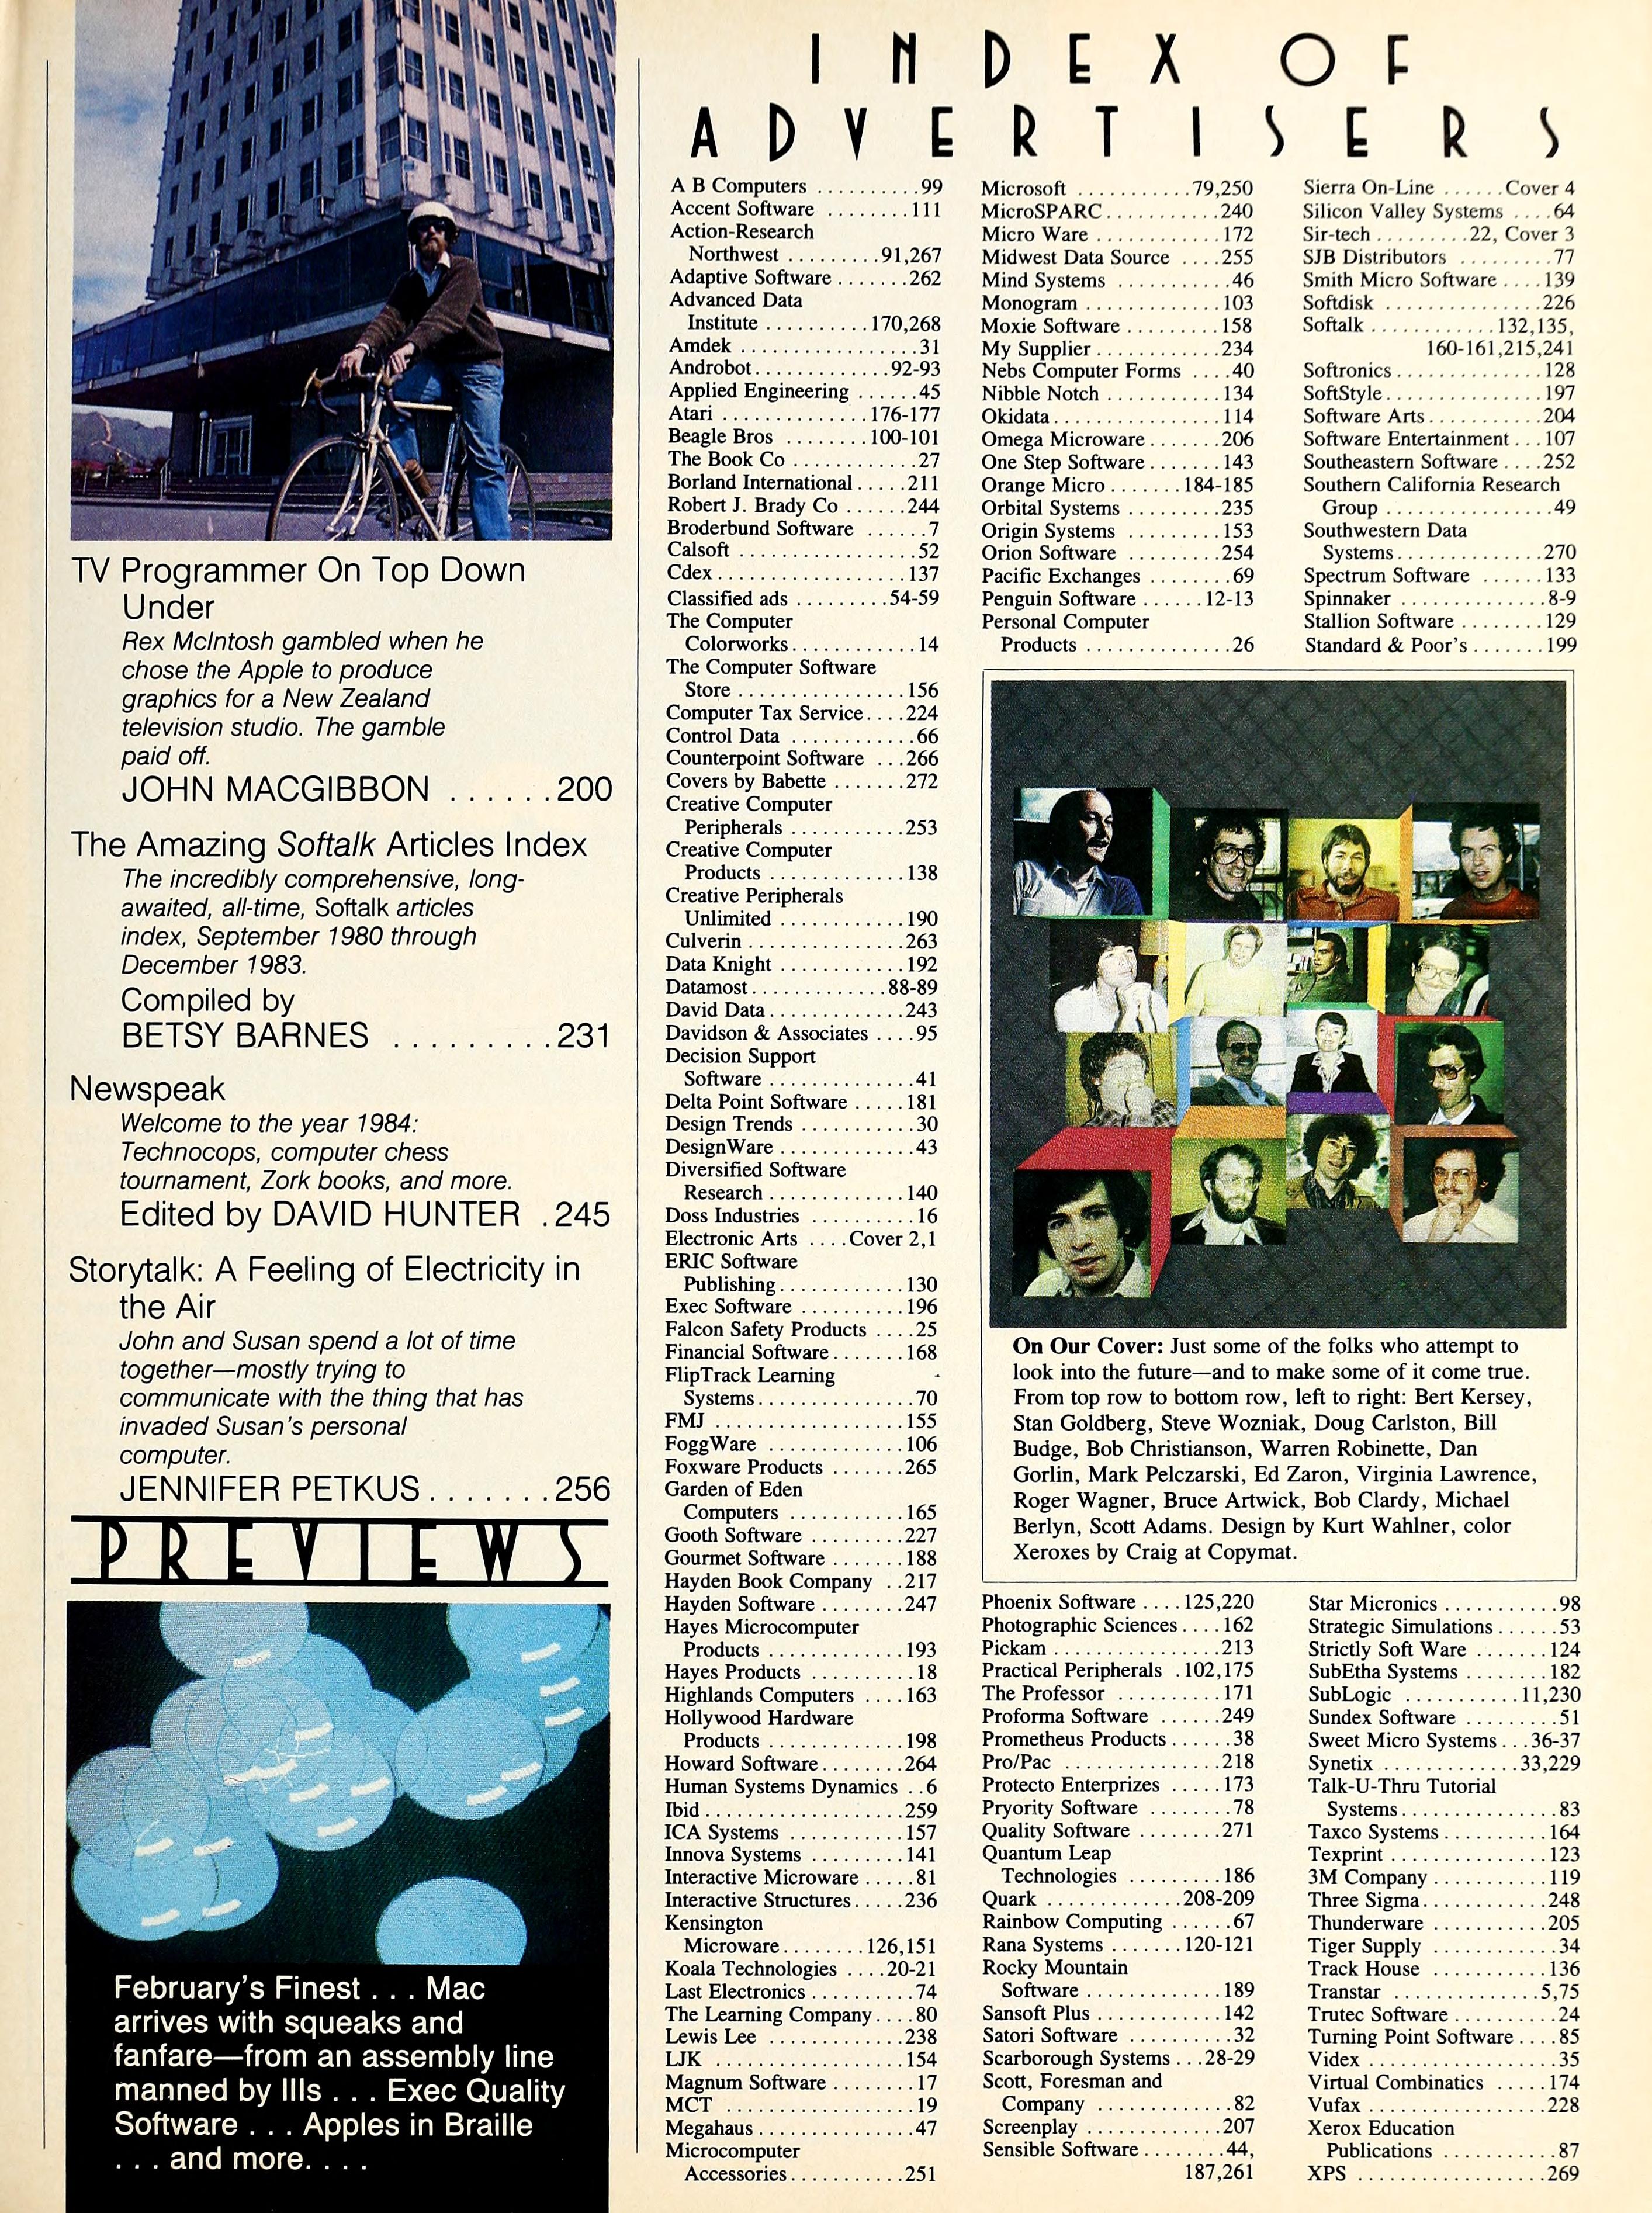 TV Programmer On Top Down
Under
Rex McIntosh gambled when he
chose the Apple to produce
graphics for a New Zealand
television studio. The gamble
paid off.
JOHN MACGIBBON ......200
The Amazing Softalk Articles Index
The incredibly comprehensive, long-
awaited, all-time, Softalk articles
index, September 1980 through
December 1983.
Compiled by
BETSY BARNES .........231
Newspeak
Welcome to the year 1984:
Technocops, computer chess
tournament, Zork books, and more.
Edited by DAVID HUNTER .245
Storytalk: A Feeling of Electricity in
the Air
John and Susan spend a lot of time
together—mostly trying to
communicate with the thing that has
invaded Susan's personal
computer.
JENNIFER PETKUS.......256
PREVIEWS
February's Finest . . . Mac
arrives with squeaks and
fanfare—from an assembly line
manned by IIIs . . . Exec Quality
Software . . . Apples in Braille
. . . and more. . . .
INDEX OF
ADVERTISERS
A B Computers ..........99
Accent Software ........111
Action-Research
Northwest .........91,267
Adaptive Software .......262
Advanced Data
Institute ..........170,268
Amdek ..................31
Androbot.............92-93
Applied Engineering ......45
Atari ..............176-177
Beagle Bros ........100-101
The Book Co ............27
Borland International.....211
Robert J. Brady Co ......244
Broderbund Software ......7
Calsoft ..................52
Cdex...................137
Classified ads .........54-59
The Computer
Colorworks.............14
The Computer Software
Store .................156
Computer Tax Service....224
Control Data ............66
Counterpoint Software ...266
Covers by Babette .......272
Creative Computer
Peripherals ...........253
Creative Computer
Products ..............138
Creative Peripherals
Unlimited .............190
Culverin ................263
Data Knight ............192
Datamost.............88-89
David Data..............243
Davidson & Associates ....95
Decision Support
Software ...............41
Delta Point Software .....181
Design Trends ...........30
DesignWare .............43
Diversified Software
Research ..............140
Doss Industries ..........16
Electronic Arts ....Cover 2,1
ERIC Software
Publishing.............130
Exec Software ..........196
Falcon Safety Products ....25
Financial Software.......168
FlipTrack Learning
Systems................70
FMJ ...................155
FoggWare ..............106
Foxware Products .......265
Garden of Eden
Computers ............165
Gooth Software .........227
Gourmet Software .......188
Hayden Book Company ..217
Hayden Software ........247
Hayes Microcomputer
Products ..............193
Hayes Products ..........18
Highlands Computers ....163
Hollywood Hardware
Products ..............198
Howard Software........264
Human Systems Dynamics ..6
Ibid ....................259
ICA Systems ............157
Innova Systems .........141
Interactive Microware .....81
Interactive Structures.....236
Kensington
Microware........126,151
Koala Technologies ....20-21
Last Electronics ..........74
The Learning Company....80
Lewis Lee .............238
LJK ...................154
Magnum Software ........17
MCT ...................19
Megahaus...............47
Microcomputer
Accessories...........251
Microsoft ...........79,250
MicroSPARC...........240
Micro Ware ............172
Midwest Data Source ....255
Mind Systems ...........46
Monogram .............103
Moxie Software .........158
My Supplier............234
Nebs Computer Forms ....40
Nibble Notch ...........134
Okidata................114
Omega Microware.......206
One Step Software.......143
Orange Micro .......184-185
Orbital Systems .........235
Origin Systems .........153
Orion Software .........254
Pacific Exchanges ........69
Penguin Software ......12-13
Personal Computer
Products ..............26
Sierra On-Line ......Cover 4
Silicon Valley Systems ....64
Sir-tech .........22, Cover 3
SJB Distributors .........77
Smith Micro Software ....139
Softdisk ...............226
Softalk ............132,135,
160-161,215,241
Softronics ..............128
SoftStyle...............197
Software Arts...........204
Software Entertainment ...107
Southeastern Software ....252
Southern California Research
Group ................49
Southwestern Data
Systems..............270
Spectrum Software ......133
Spinnaker ..............8-9
Stallion Software ........129
Standard & Poor's .......199
On Our Cover: Just some of the folks who attempt to
look into the future—and to make some of it come true.
From top row to bottom row, left to right: Bert Kersey,
Stan Goldberg, Steve Wozniak, Doug Carlston, Bill
Budge, Bob Christianson, Warren Robinette, Dan
Gorlin, Mark Pelczarski, Ed Zaron, Virginia Lawrence,
Roger Wagner, Bruce Artwick, Bob Clardy, Michael
Berlyn, Scott Adams. Design by Kurt Wahlner, color
Xeroxes by Craig at Copymat.
Phoenix Software ....125,220
Photographic Sciences....162
Pickam ................213
Practical Peripherals .102,175
The Professor ..........171
Proforma Software ......249
Prometheus Products ......38
Pro/Pac ...............218
Protecto Enterprizes .....173
Pryority Software ........78
Quality Software ........271
Quantum Leap
Technologies .........186
Quark .............208-209
Rainbow Computing ......67
Rana Systems .......120-121
Rocky Mountain
Software ..............189
Sansoft Plus .............142
Satori Software ..........32
Scarborough Systems ...28-29
Scott, Foresman and
Company .............82
Screenplay ..............207
Sensible Software........44,
187,261
Star Micronics ...........98
Strategic Simulations ......53
Strictly Soft Ware .......124
SubEtha Systems ........182
SubLogic ...........11,230
Sundex Software .........51
Sweet Micro Systems...36-37
Synetix .............33,229
Talk-U-Thru Tutorial
Systems................83
Taxco Systems ..........164
Texprint ...............123
3M Company ...........119
Three Sigma............248
Thunderware ...........205
Tiger Supply ............34
Track House ...........136
Transtar ..............5,75
Trutec Software ..........24
Turning Point Software ....85
Videx ..................35
Virtual Combinatics .....174
Vufax .................228
Xerox Education
Publications ...........87
XPS ..................269